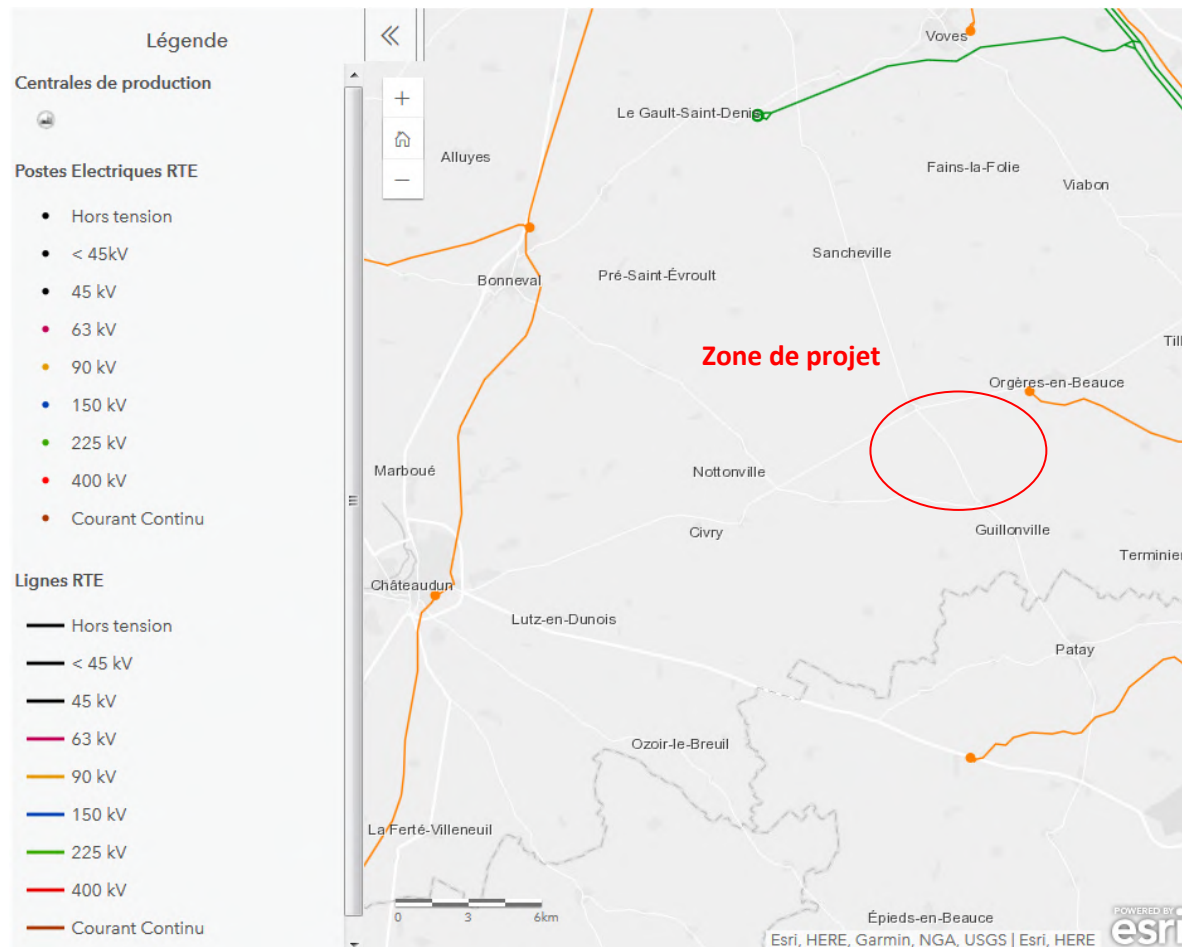 Légende
Centrales de production
Postes Electriques RTE
Hors tension
< 45kV
45 kV
63 kV
90 kV
150 kV
225 kV
400 kV
Courant Continu
Lignes RTE
Hors tension
< 45 kV
45 kV
63 kV
90 kV
150 kV
225 kV
400 kV
Courant Continu
Voves
Le Gault-Saint-Denis
Alluyes
Fains-la-Folie
Viabon
Sancheville
Bonneval
Pré-Saint-Évroult
Till
Zone de projet
Orgères-en-Beauce
Marboué
Nottonville
Civry
Guillonville
Terminier
Châteaudun
Lutz-en-Dunois
Patay
Ozoir-le-Breuil
La Ferté-Villeneuil
0 3 6km
Épieds-en-Beauce
POWERED BY
esri
Esri, HERE, Garmin, NGA, USGS | Esri, HERE